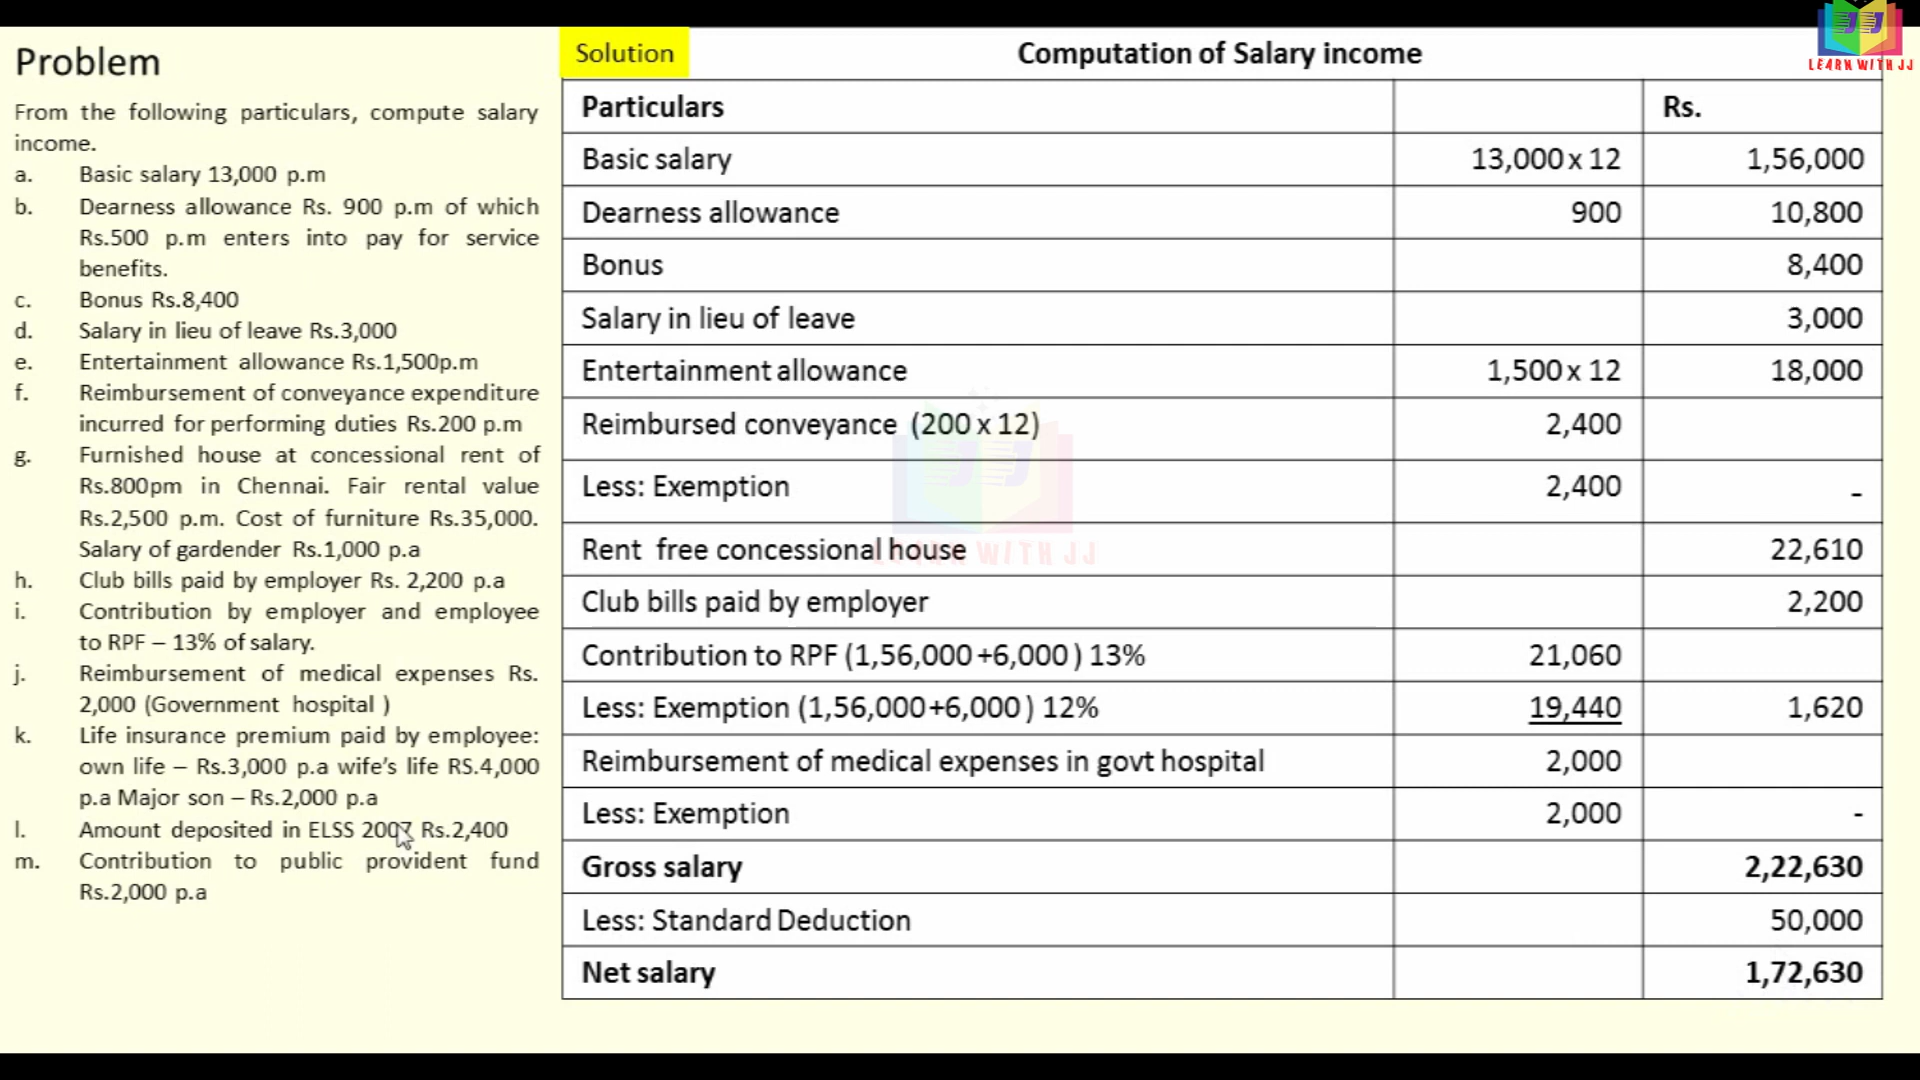 LEARN WITH JJ
Problem
From the following particulars, compute salary
income.
a. Basic salary 13,000 p.m
b. Dearness allowance Rs. 900 p.m of which
Rs.500 p.m enters into pay for service
benefits.
c. Bonus Rs.8,400
d. Salary in lieu of leave Rs.3,000
e. Entertainment allowance Rs.1,500p.m
f. Reimbursement of conveyance expenditure
incurred for performing duties Rs.200 p.m
g. Furnished house at concessional rent of
Rs.800pm in Chennai. Fair rental value
Rs.2,500 p.m. Cost of furniture Rs.35,000.
Salary of gardender Rs.1,000 p.a
h. Club bills paid by employer Rs. 2,200 p.a
i. Contribution by employer and employee
to RPF – 13% of salary.
j. Reimbursement of medical expenses Rs.
2,000 (Government hospital )
k. Life insurance premium paid by employee:
own life – Rs.3,000 p.a wife's life RS.4,000
p.a Major son – Rs.2,000 p.a
l. Amount deposited in ELSS 2007 Rs.2,400
m. Contribution to public provident fund
Rs.2,000 p.a
Solution
Computation of Salary income
Particulars Rs.
Basic salary 13,000 x 12 1,56,000
Dearness allowance 900 10,800
Bonus 8,400
Salary in lieu of leave 3,000
Entertainment allowance 1,500 x 12 18,000
Reimbursed conveyance (200 x 12) 2,400
Less: Exemption 2,400 -
Rent free concessional house 22,610
Club bills paid by employer 2,200
Contribution to RPF (1,56,000 +6,000 ) 13% 21,060
Less: Exemption (1,56,000+6,000 ) 12% 19,440 1,620
Reimbursement of medical expenses in govt hospital 2,000
Less: Exemption 2,000 -
Gross salary 2,22,630
Less: Standard Deduction 50,000
Net salary 1,72,630
LEARN WITH JJ